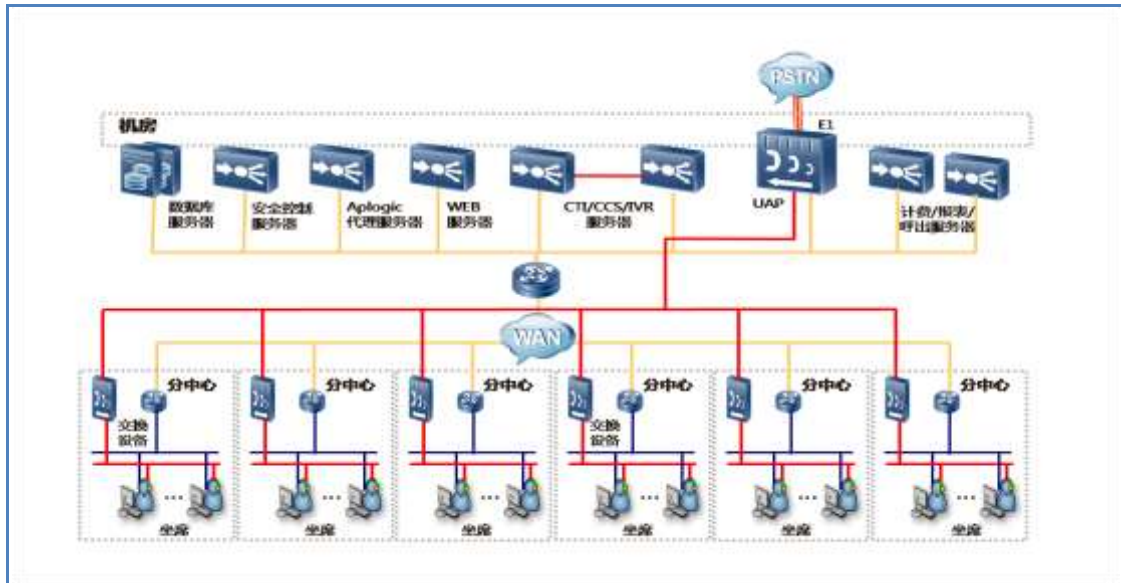 PSTN
机房
E1
数据库
服务器
安全控制
服务器
Aplogic
代理服务器
WEB
服务器
CTI/CCS/IVR
服务器
UAP
计费/报表/
呼出服务器
WAN
分中心
分中心
分中心
分中心
分中心
分中心
交换
设备
交换
设备
...
...
...
...
...
...
坐席
坐席
坐席
坐席
坐席
坐席